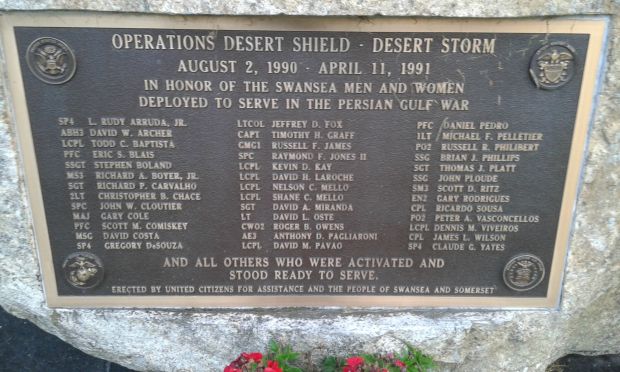 OPERATIONS DESERT SHIELD - DESERT STORM
AUGUST 2, 1990 - APRIL 11, 1991
IN HONOR OF THE SWANSEA MEN AND WOMEN
DEPLOYED TO SERVE IN THE PERSIAN GULF WAR
SP4 L. RUDY ARRUDA, JR.
ABH3 DAVID W. ARCHER
LCPL TODD C. BAPTISTA
PFC ERIC S. BLAIS
SSGT STEPHEN BOLAND
MS3 RICHARD A. BOYER, JR.
SGT RICHARD P. CARVALHO
2LT CHRISTOPHER B. CHACE
SPC JOHN W. CLOUTIER
MAJ GARY COLE
PFC SCOTT M. COMISKEY
MSG DAVID COSTA
SP4 GREGORY DeSOUZA
LTCOL JEFFREY D. FOX
CAPT TIMOTHY H. GRAFF
GMG1 RUSSELL F. JAMES
SPC RAYMOND F. JONES II
LCPL KEVIN D. KAY
LCPL DAVID H. LAROCHE
LCPL NELSON C. MELLO
LCPL SHANE C. MELLO
SGT DAVID A. MIRANDA
LT DAVID L. OSTE
CWO2 ROGER B. OWENS
AE3 ANTHONY D. PAGLIARONI
LCPL DAVID M. PAVAO
PFC DANIEL PEDRO
1LT MICHAEL F. PELLETIER
PO2 RUSSELL R. PHILIBERT
SSG BRIAN J. PHILLIPS
SGT THOMAS J. PLATT
SSG JOHN PLOUDE
SM3 SCOTT D. RITZ
EN2 GARY RODRIGUES
CPL RICARDO SOUSA
PO2 PETER A. VASCONCELLOS
LCPL DENNIS M. VIVEIROS
CPL JAMES L. WILSON
SP4 CLAUDE G. YATES
AND ALL OTHERS WHO WERE ACTIVATED AND
STOOD READY TO SERVE.
ERECTED BY UNITED CITIZENS FOR ASSISTANCE AND THE PEOPLE OF SWANSEA AND SOMERSET